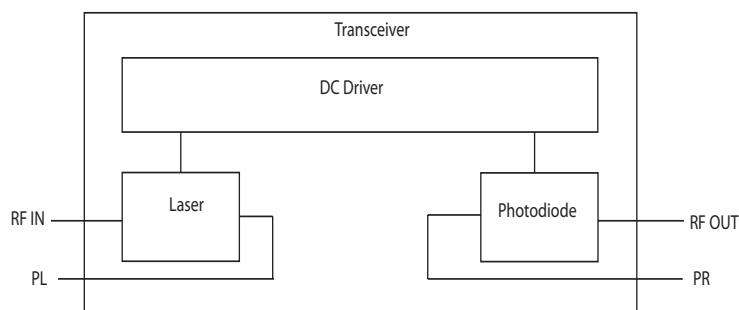 Transceiver
DC Driver
Laser
Photodiode
RF IN
RF OUT
PL
PR